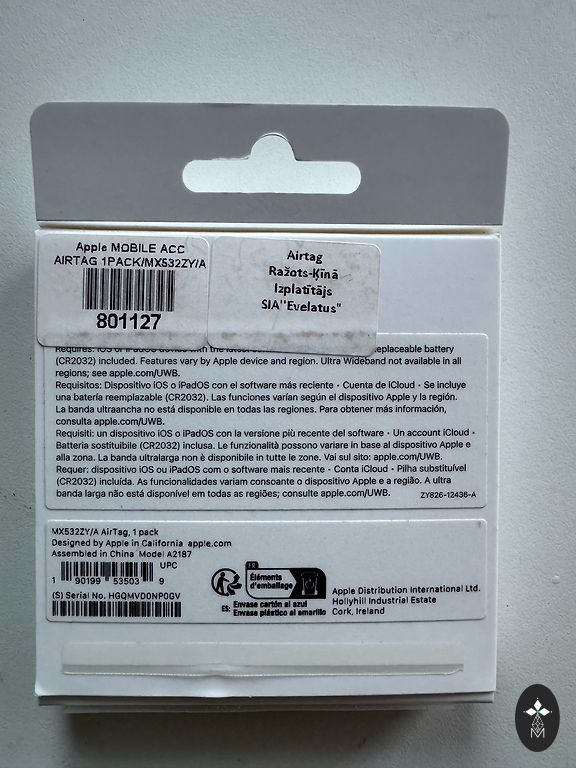 Apple MOBILE ACC
AIRTAG 1PACK/MX532ZY/A
801127
Airtag
Ražots-Ķīnā
Izplatītājs
SIA''Evelatus"
Requires: iOS or iPadOS device with the latest
replaceable battery
(CR2032) included. Features vary by Apple device and region. Ultra Wideband not available in all
regions; see apple.com/UWB.
Requisitos: Dispositivo iOS o iPadOS con el software más reciente · Cuenta de iCloud · Se incluye
una batería reemplazable (CR2032). Las funciones varían según el dispositivo Apple y la región.
La banda ultraancha no está disponible en todas las regiones. Para obtener más información,
consulta apple.com/UWB.
Requisiti: un dispositivo iOS o iPadOS con la versione più recente del software · Un account iCloud ·
Batteria sostituibile (CR2032) inclusa. Le funzionalità possono variare in base al dispositivo Apple e
alla zona. La banda ultralarga non è disponibile in tutte le zone. Vai sul sito: apple.com/UWB.
Requer: dispositivo iOS ou iPadOS com o software mais recente · Conta iCloud · Pilha substituível
(CR2032) incluída. As funcionalidades variam consoante o dispositivo Apple e a região. A ultra
banda larga não está disponível em todas as regiões; consulte apple.com/UWB.
ZY826-12436-A
MX532ZY/A AirTag, 1 pack
Designed by Apple in California apple.com
Assembled in China Model A2187
UPC
1 90199 53503 9
(S) Serial No. HGQMVD0NP0GV
FR
Éléments
d'emballage
ES: Envase cartón al azul
Envase plástico al amarillo
Apple Distribution International Ltd.
Hollyhill Industrial Estate
Cork, Ireland
M